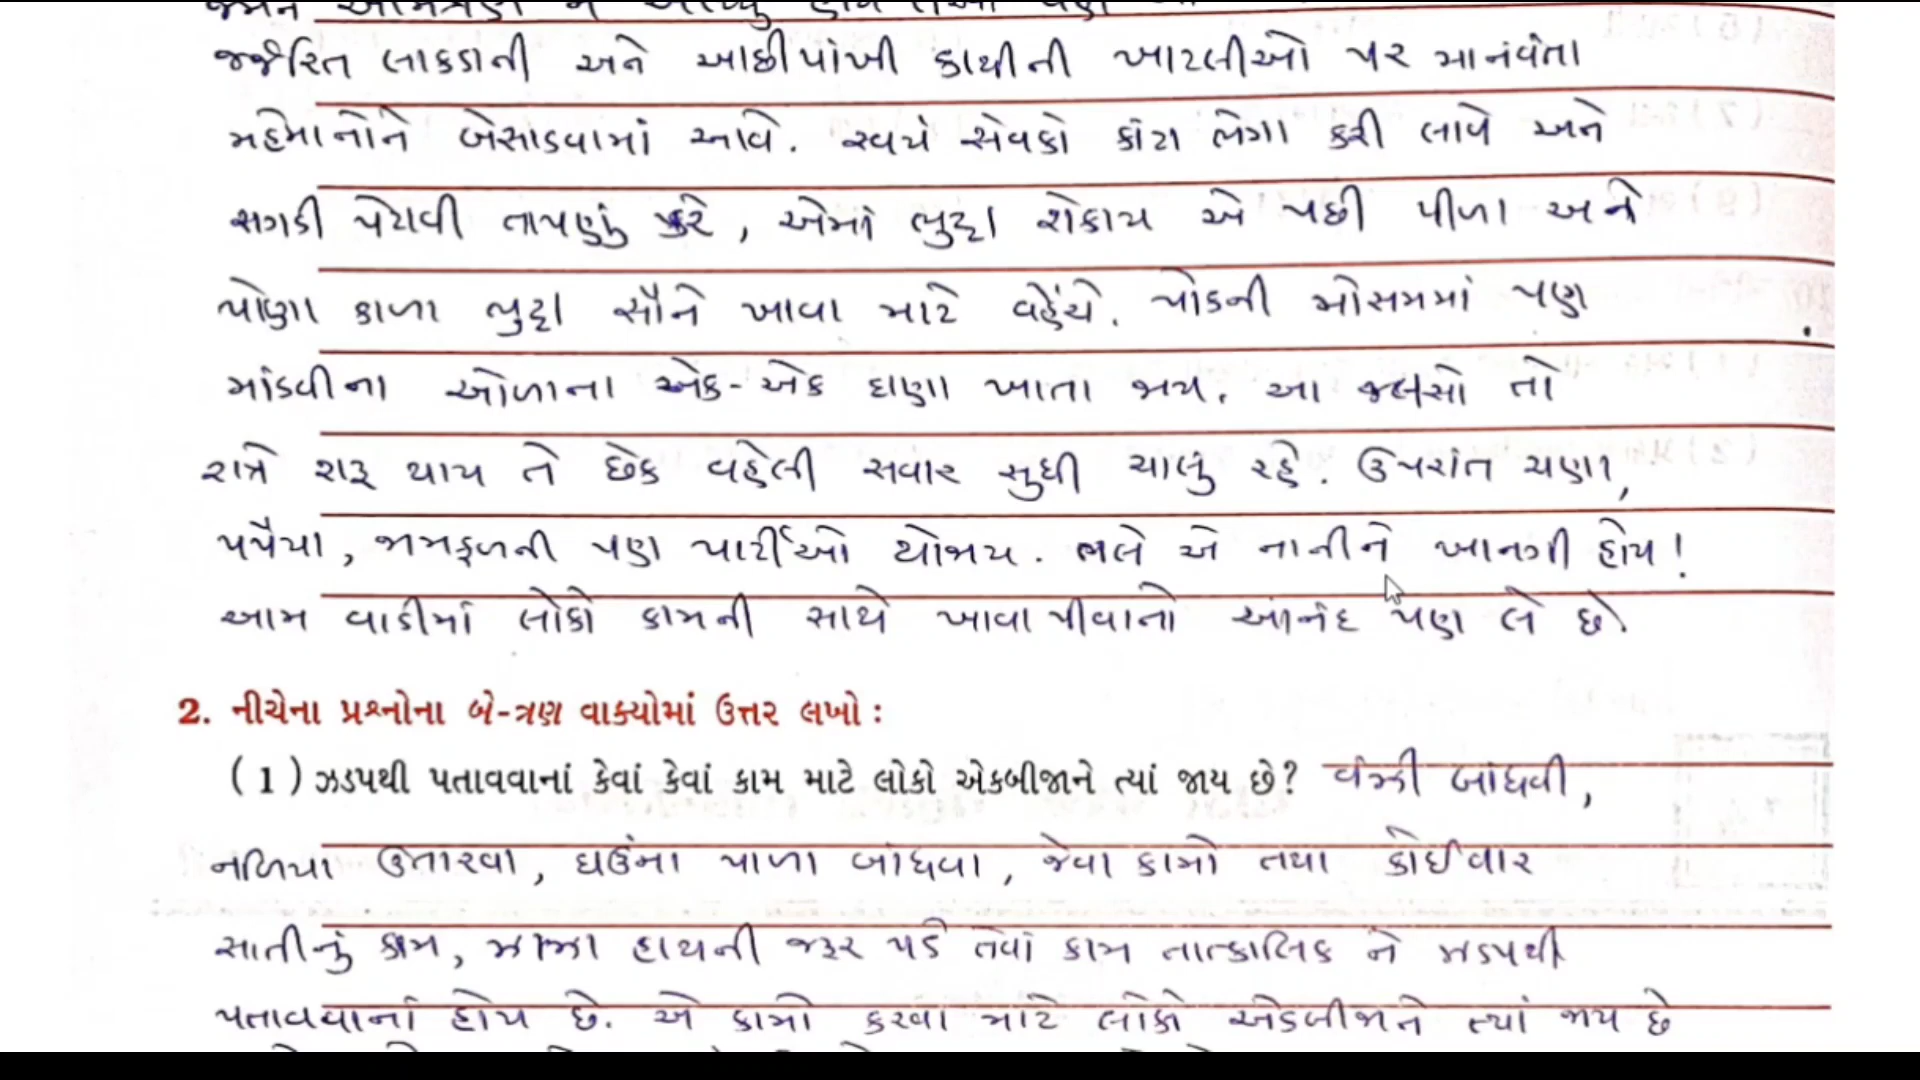 જર્જરિત લાકડાની અને આછીપાંખી કાથીની ખાટલીઓ પર માનવંતા
મહેમાનોને બેસાડવામાં આવે. સ્વયં સેવકો કાંટા ભેગા કરી લાવે અને
સગડી પેટાવી તાપણું કરે, એમાં ભુટ્ટા શેકાય એ પછી પીળા અને
પોણા કાળા ભુટ્ટા સૌને ખાવા માટે વહેંચે. પોકની મોસમમાં પણ
માંડવીના ઓળાના એક-એક દાણા ખાતા જાય. આ જલસો તો
રાત્રે શરૂ થાય તે છેક વહેલી સવાર સુધી ચાલું રહે. ઉપરાંત ચણા,
પપૈયા, જામફળની પણ પાર્ટીઓ યોજાય. ભલે એ નાનીને ખાનગી હોય!
આમ વાડીમાં લોકો કામની સાથે ખાવા પીવાનો આનંદ પણ લે છે.
2. નીચેના પ્રશ્નોના બે-ત્રણ વાક્યોમાં ઉત્તર લખો :
(1) ઝડપથી પતાવવાનાં કેવાં કેવાં કામ માટે લોકો એકબીજાને ત્યાં જાય છે? વંઝી બાંધવી,
નળિયા ઉતારવા, ઘઉંના પાળા બાંધવા, જેવા કામો તથા કોઈવાર
સાતીનું કામ, ઝાઝા હાથની જરૂર પડે તેવાં કામ તાત્કાલિક ને ઝડપથી
પતાવવાનાં હોય છે. એ કામો કરવા માટે લોકો એકબીજાને ત્યાં જાય છે